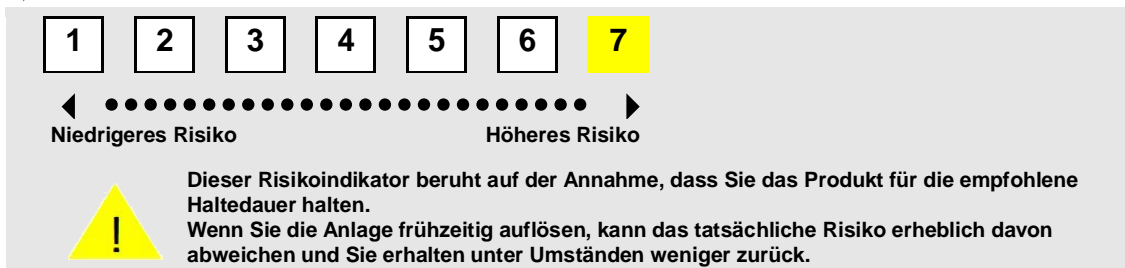 1 2 3 4 5 6 7
Niedrigeres Risiko Höheres Risiko
Dieser Risikoindikator beruht auf der Annahme, dass Sie das Produkt für die empfohlene
Haltedauer halten.
!
Wenn Sie die Anlage frühzeitig auflösen, kann das tatsächliche Risiko erheblich davon
abweichen und Sie erhalten unter Umständen weniger zurück.